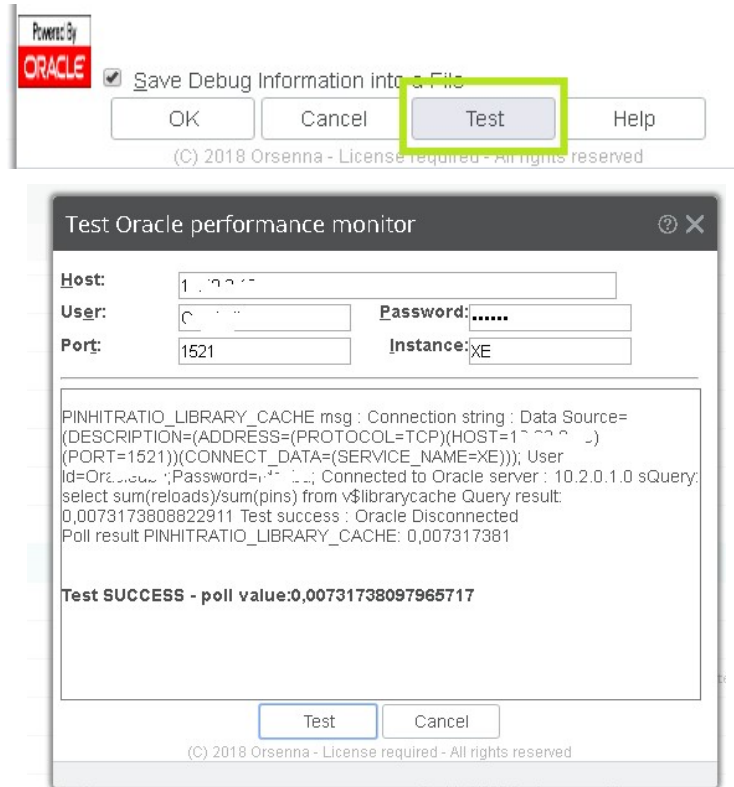 Powered By
ORACLE
Save Debug Information into a File
OK Cancel Test Help
(C) 2018 Orsenna - License required - All rights reserved
Test Oracle performance monitor
Host:
User: Password: ••••••
Port: 1521 Instance: XE
PINHITRATIO_LIBRARY_CACHE msg : Connection string : Data Source=
(DESCRIPTION=(ADDRESS=(PROTOCOL=TCP)(HOST=
(PORT=1521))(CONNECT_DATA=(SERVICE_NAME=XE))); User
;Password= ; Connected to Oracle server : 10.2.0.1.0 sQuery:
select sum(reloads)/sum(pins) from v$librarycache Query result:
0,0073173808822911 Test success : Oracle Disconnected
Poll result PINHITRATIO_LIBRARY_CACHE: 0,007317381
Test SUCCESS - poll value:0,00731738097965717
Test Cancel
(C) 2018 Orsenna - License required - All rights reserved